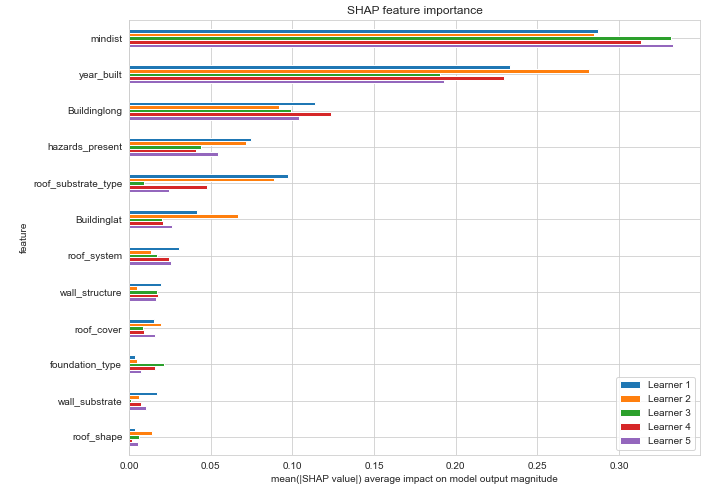 SHAP feature importance
mindist
year_built
Buildinglong
hazards_present
roof_substrate_type
Buildinglat
roof_system
wall_structure
roof_cover
foundation_type
wall_substrate
roof_shape
feature
Learner 1
Learner 2
Learner 3
Learner 4
Learner 5
0.00 0.05 0.10 0.15 0.20 0.25 0.30
mean(|SHAP value|) average impact on model output magnitude